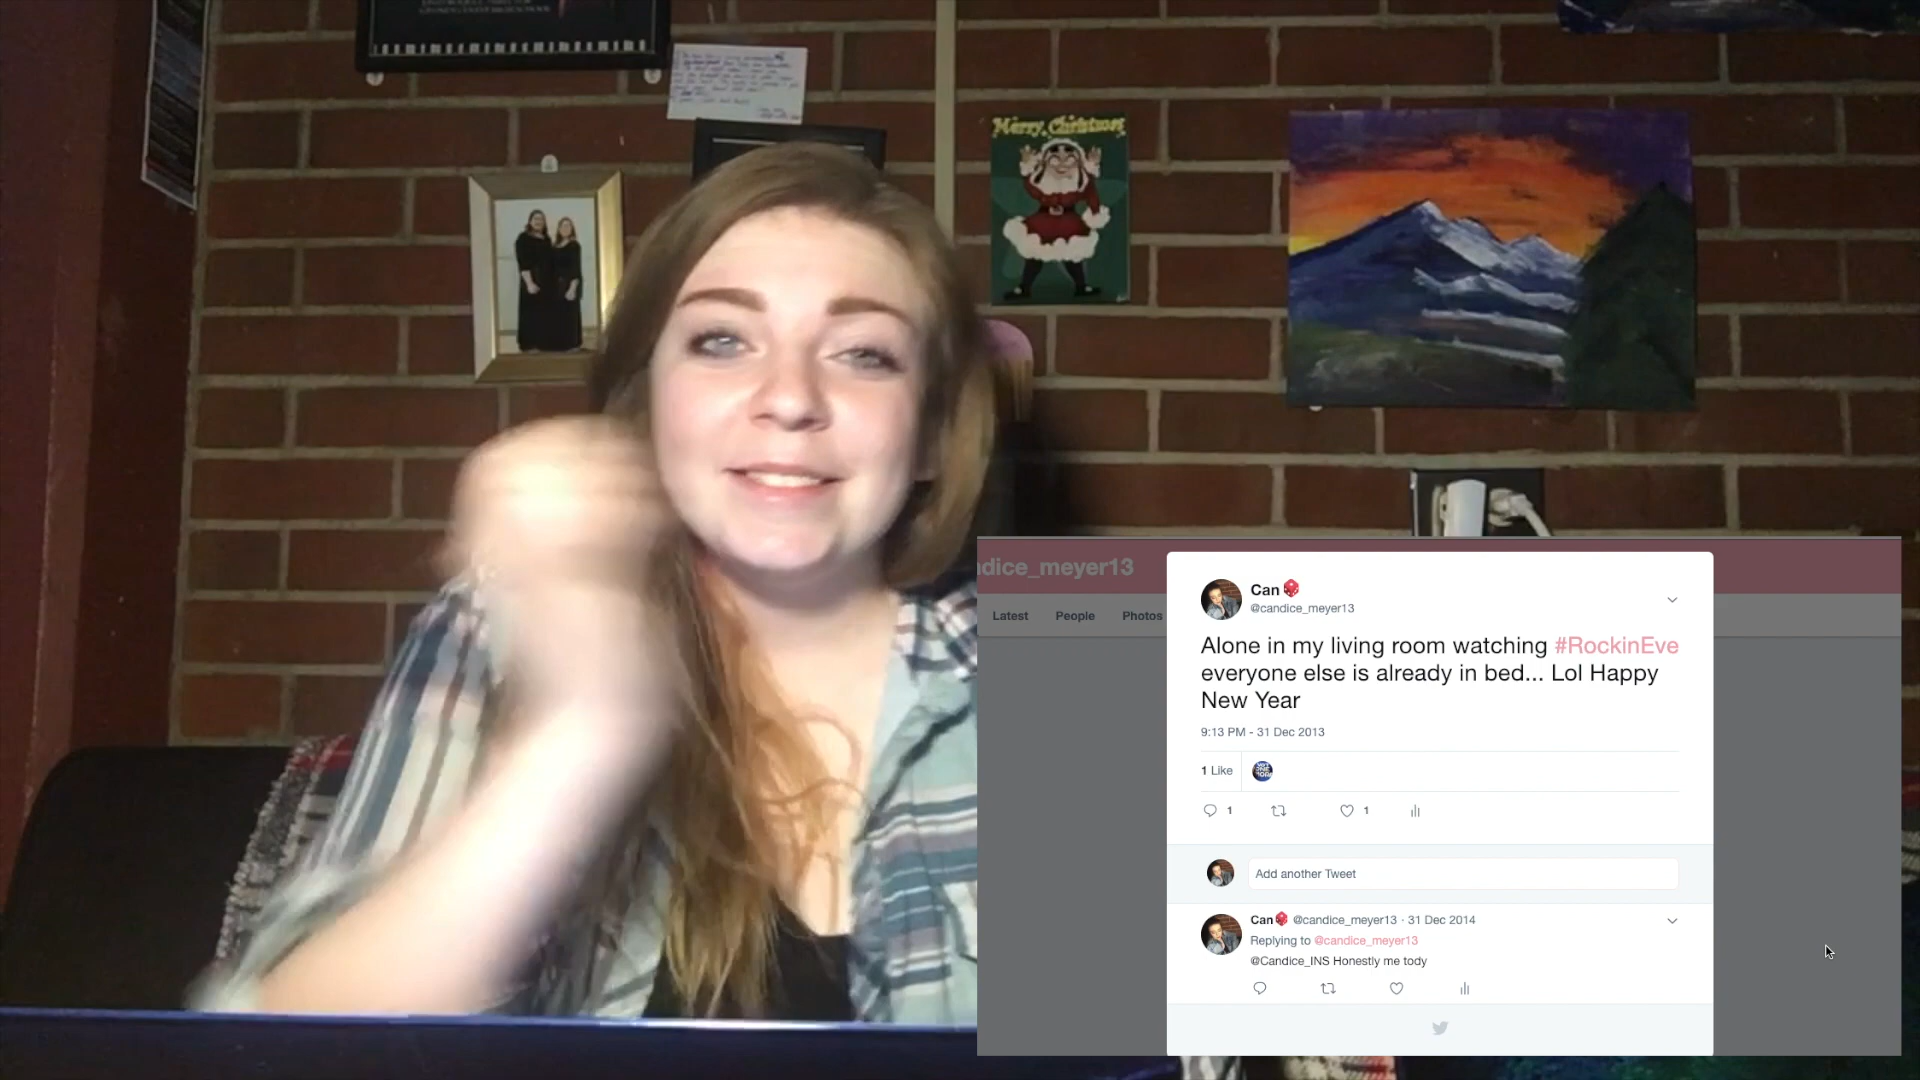 Merry Christmas
dice_meyer13
Latest People Photos
Can
@candice_meyer13
Alone in my living room watching #RockinEve
everyone else is already in bed... Lol Happy
New Year
9:13 PM - 31 Dec 2013
1 Like
1 1
Add another Tweet
Can @candice_meyer13 · 31 Dec 2014
Replying to @candice_meyer13
@Candice_INS Honestly me tody